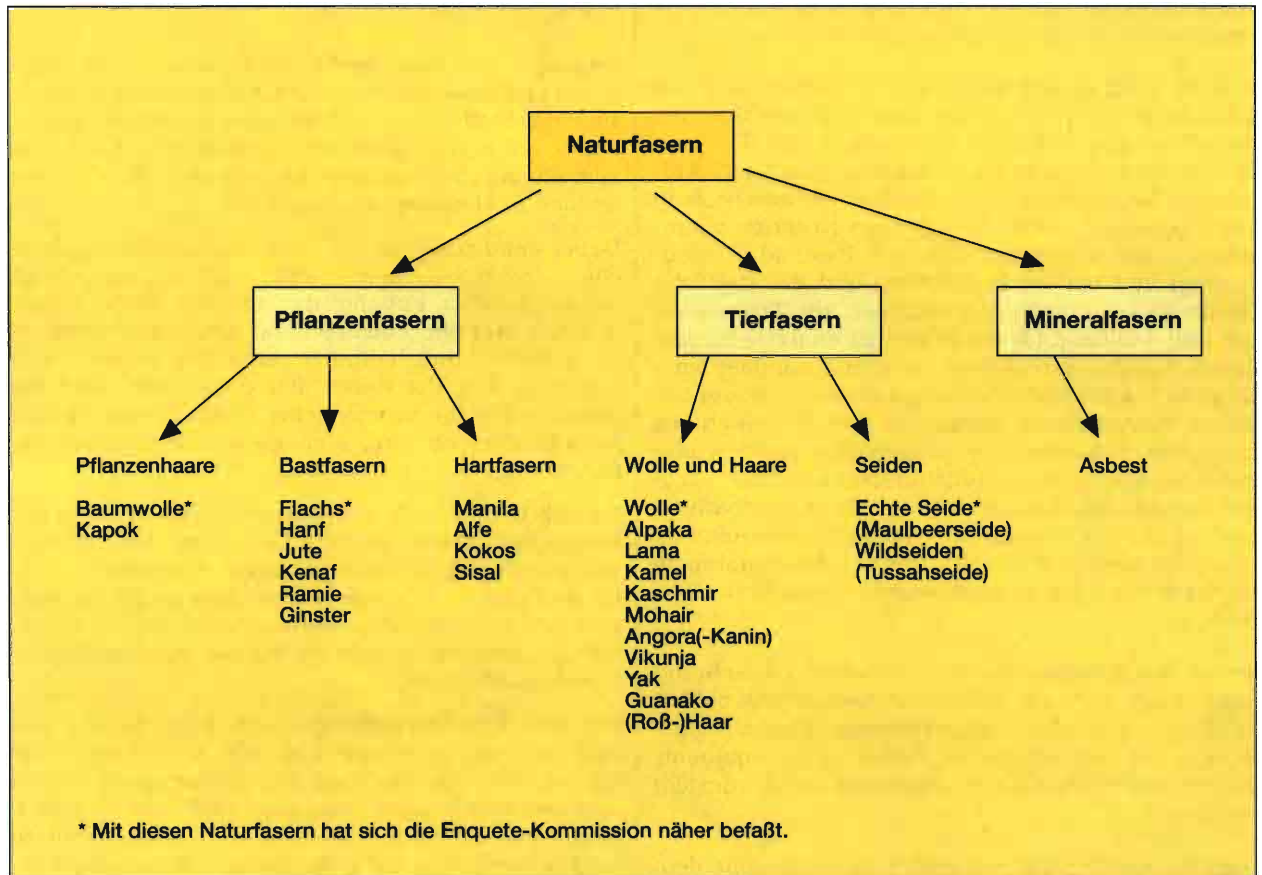 Naturfasern
Pflanzenfasern
Tierfasern
Mineralfasern
Pflanzenhaare
Baumwolle*
Kapok
Bastfasern
Flachs*
Hanf
Jute
Kenaf
Ramie
Ginster
Hartfasern
Manila
Alfe
Kokos
Sisal
Wolle und Haare
Wolle*
Alpaka
Lama
Kamel
Kaschmir
Mohair
Angora(-Kanin)
Vikunja
Yak
Guanako
(Roß-)Haar
Seiden
Echte Seide*
(Maulbeerseide)
Wildseiden
(Tussahseide)
Asbest
* Mit diesen Naturfasern hat sich die Enquete-Kommission näher befaßt.